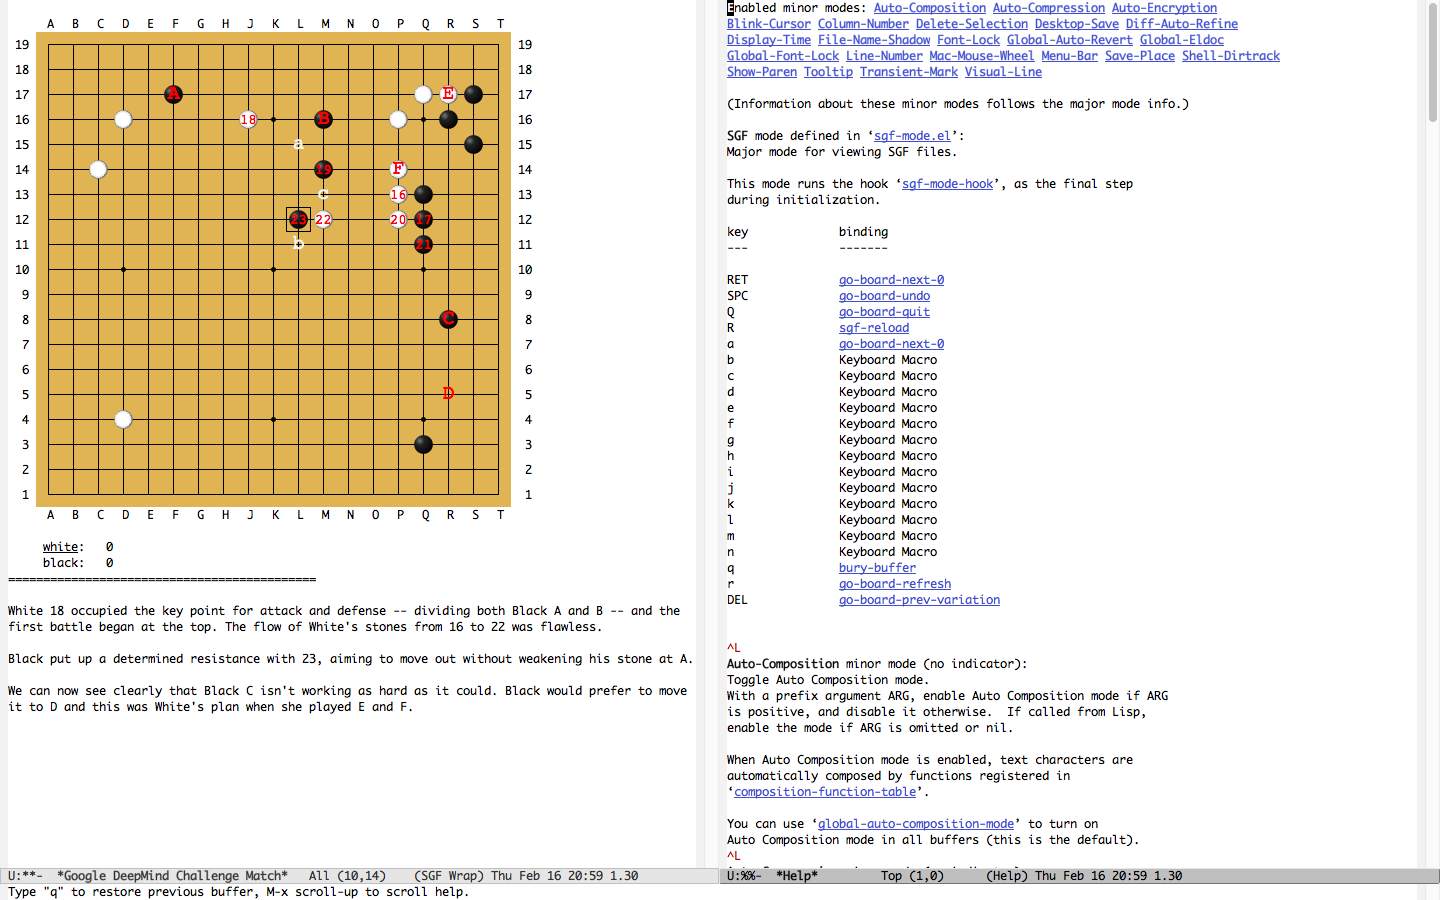 A B C D E F G H J K L M N O P Q R S T
19 19
18 18
17 A E 17
16 18 B 16
15 a 15
14 19 F 14
13 c 16 13
12 23 22 20 17 12
11 b 21 11
10 10
9 9
8 C 8
7 7
6 6
5 D 5
4 4
3 3
2 2
1 1
A B C D E F G H J K L M N O P Q R S T
white: 0
black: 0
============================================
White 18 occupied the key point for attack and defense -- dividing both Black A and B -- and the
first battle began at the top. The flow of White's stones from 16 to 22 was flawless.
Black put up a determined resistance with 23, aiming to move out without weakening his stone at A.
We can now see clearly that Black C isn't working as hard as it could. Black would prefer to move
it to D and this was White's plan when she played E and F.
U:**-  *Google DeepMind Challenge Match*   All (10,14)    (SGF Wrap) Thu Feb 16 20:59 1.30
Type "q" to restore previous buffer, M-x scroll-up to scroll help.
Enabled minor modes: Auto-Composition Auto-Compression Auto-Encryption
Blink-Cursor Column-Number Delete-Selection Desktop-Save Diff-Auto-Refine
Display-Time File-Name-Shadow Font-Lock Global-Auto-Revert Global-Eldoc
Global-Font-Lock Line-Number Mac-Mouse-Wheel Menu-Bar Save-Place Shell-Dirtrack
Show-Paren Tooltip Transient-Mark Visual-Line
(Information about these minor modes follows the major mode info.)
SGF mode defined in ‘sgf-mode.el’:
Major mode for viewing SGF files.
This mode runs the hook ‘sgf-mode-hook’, as the final step
during initialization.
key             binding
---             -------
RET             go-board-next-0
SPC             go-board-undo
Q               go-board-quit
R               sgf-reload
a               go-board-next-0
b               Keyboard Macro
c               Keyboard Macro
d               Keyboard Macro
e               Keyboard Macro
f               Keyboard Macro
g               Keyboard Macro
h               Keyboard Macro
i               Keyboard Macro
j               Keyboard Macro
k               Keyboard Macro
l               Keyboard Macro
m               Keyboard Macro
n               Keyboard Macro
q               bury-buffer
r               go-board-refresh
DEL             go-board-prev-variation
^L
Auto-Composition minor mode (no indicator):
Toggle Auto Composition mode.
With a prefix argument ARG, enable Auto Composition mode if ARG
is positive, and disable it otherwise.  If called from Lisp,
enable the mode if ARG is omitted or nil.
When Auto Composition mode is enabled, text characters are
automatically composed by functions registered in
‘composition-function-table’.
You can use ‘global-auto-composition-mode’ to turn on
Auto Composition mode in all buffers (this is the default).
^L
U:%%-  *Help*         Top (1,0)      (Help) Thu Feb 16 20:59 1.30